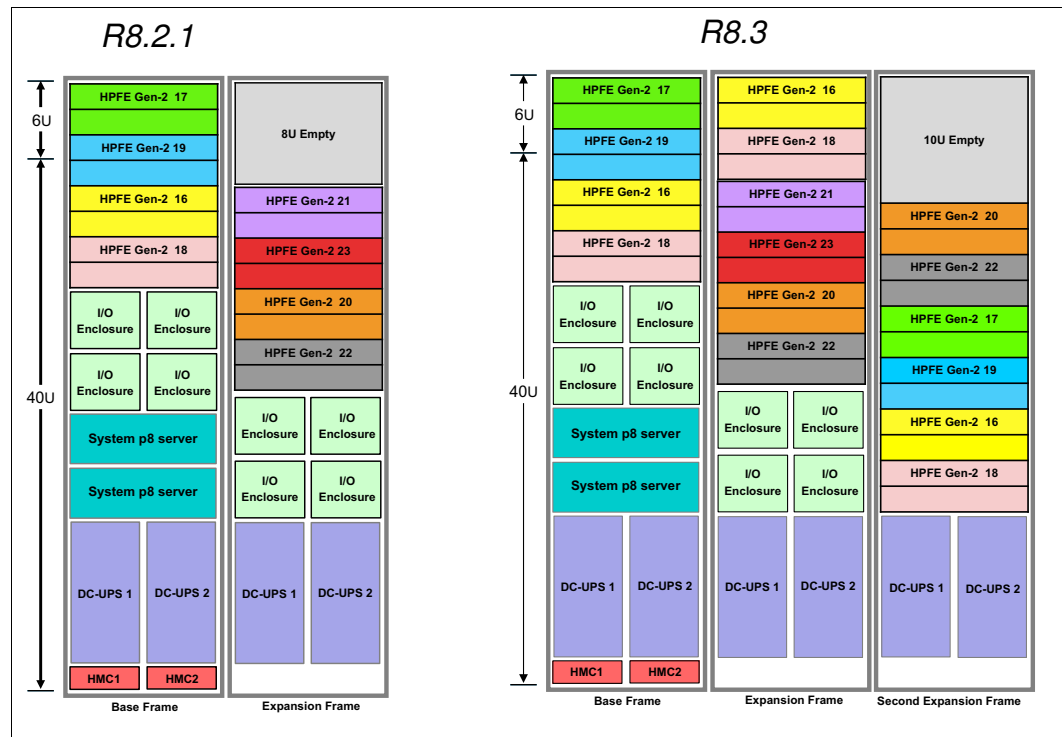 R8.2.1
6U
40U
HPFE Gen-2 17
HPFE Gen-2 19
HPFE Gen-2 16
HPFE Gen-2 18
I/O
Enclosure
I/O
Enclosure
I/O
Enclosure
I/O
Enclosure
System p8 server
System p8 server
DC-UPS 1
DC-UPS 2
HMC1
HMC2
Base Frame
8U Empty
HPFE Gen-2 21
HPFE Gen-2 23
HPFE Gen-2 20
HPFE Gen-2 22
I/O
Enclosure
I/O
Enclosure
I/O
Enclosure
I/O
Enclosure
DC-UPS 1
DC-UPS 2
Expansion Frame
R8.3
6U
40U
HPFE Gen-2 17
HPFE Gen-2 19
HPFE Gen-2 16
HPFE Gen-2 18
I/O
Enclosure
I/O
Enclosure
I/O
Enclosure
I/O
Enclosure
System p8 server
System p8 server
DC-UPS 1
DC-UPS 2
HMC1
HMC2
Base Frame
HPFE Gen-2 16
HPFE Gen-2 18
HPFE Gen-2 21
HPFE Gen-2 23
HPFE Gen-2 20
HPFE Gen-2 22
I/O
Enclosure
I/O
Enclosure
I/O
Enclosure
I/O
Enclosure
DC-UPS 1
DC-UPS 2
Expansion Frame
10U Empty
HPFE Gen-2 20
HPFE Gen-2 22
HPFE Gen-2 17
HPFE Gen-2 19
HPFE Gen-2 16
HPFE Gen-2 18
DC-UPS 1
DC-UPS 2
Second Expansion Frame